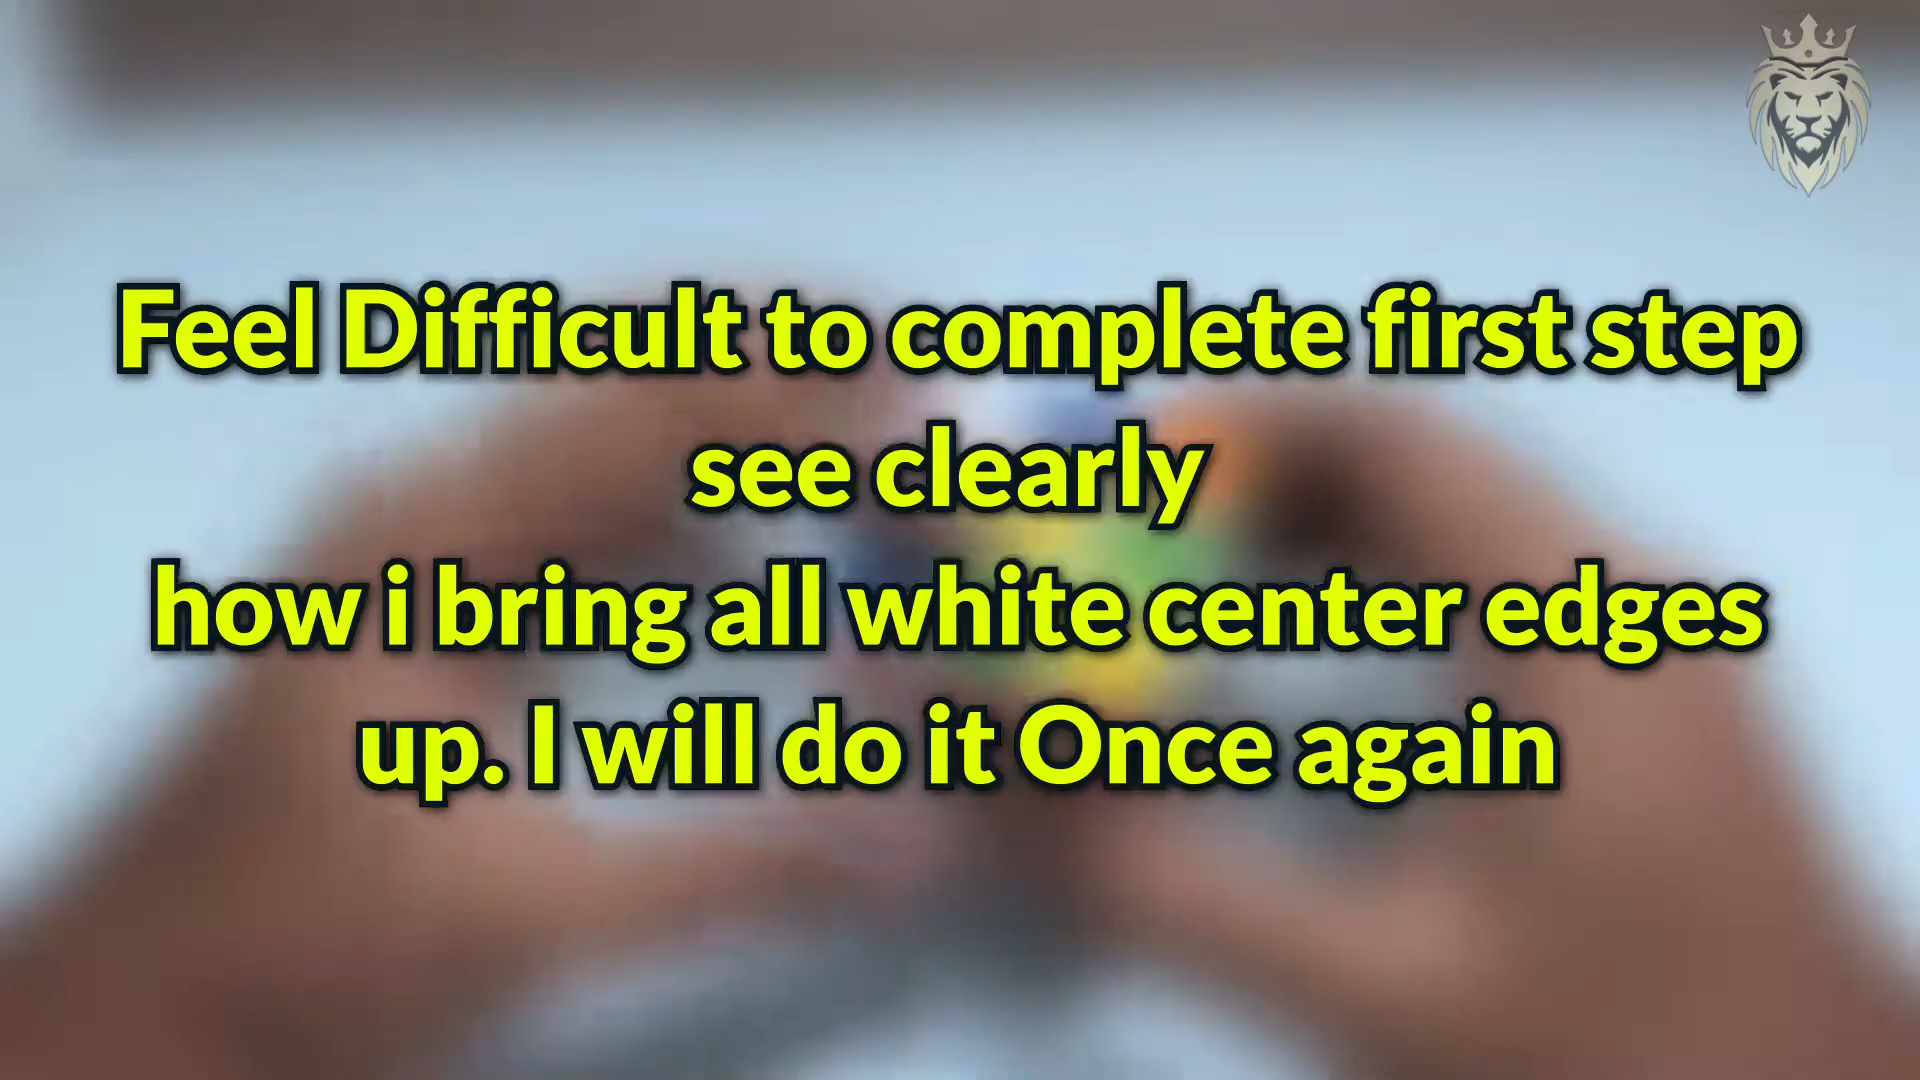 Feel Difficult to complete first step
see clearly
how i bring all white center edges
up. I will do it Once again